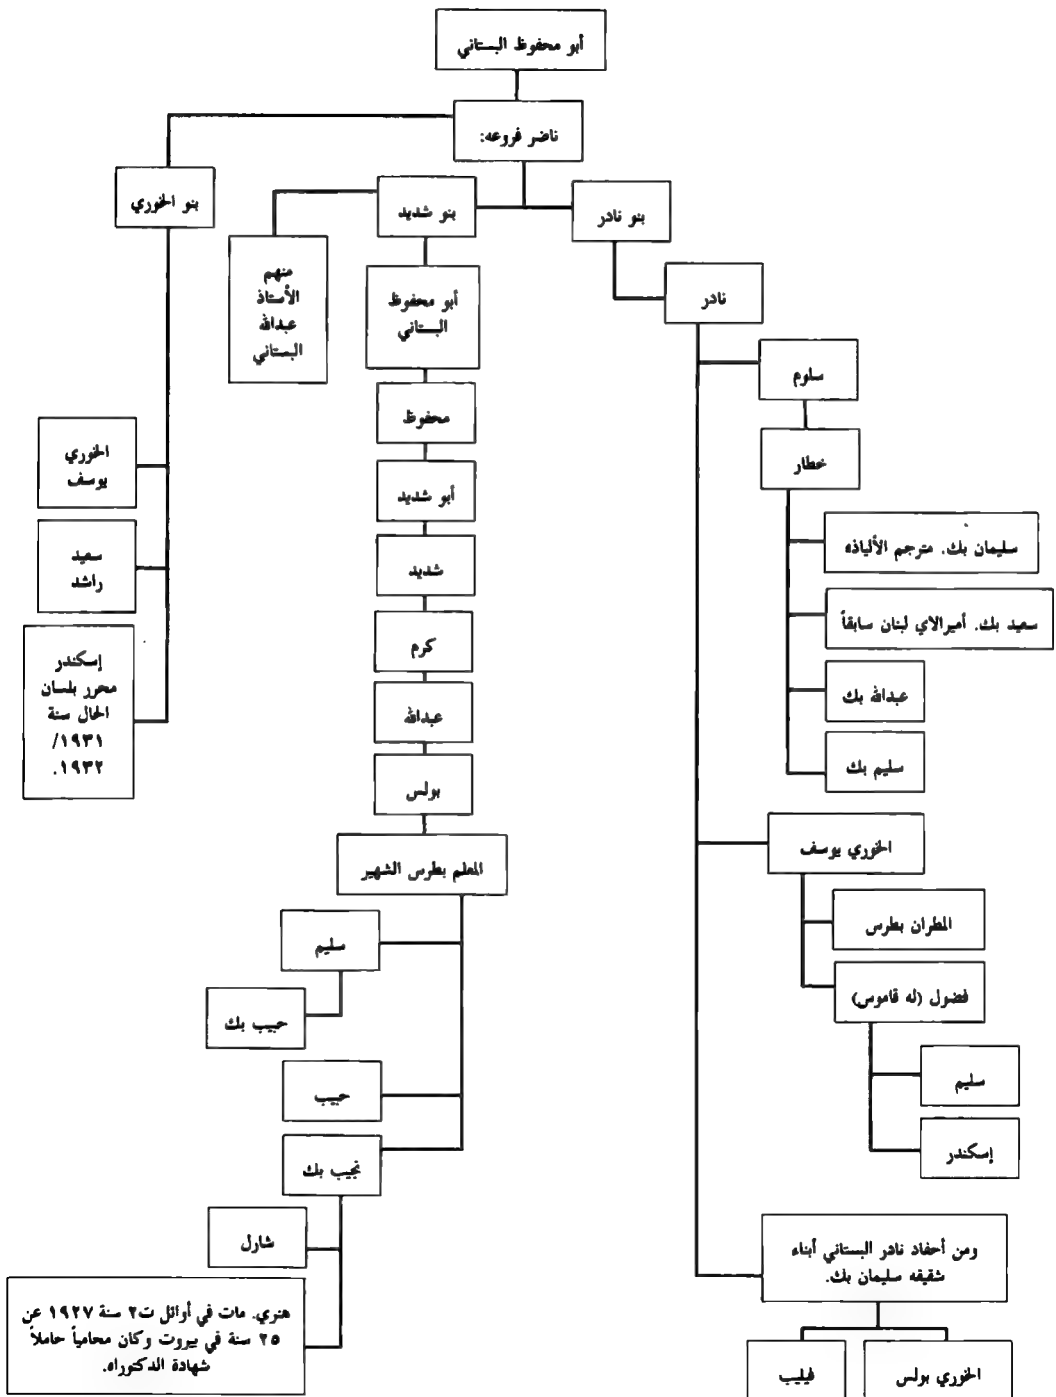 أبو محفوظ البستاني
ناضر فروعه:
بنو نادر
بنو شديد
بنو الخوري
نادر
سلوم
خطار
سليمان بك. مترجم الألياذه
سعيد بك. أميرالاي لبنان سابقاً
عبدالله بك
سليم بك
الخوري يوسف
المطران بطرس
فضول (له قاموس)
سليم
إسكندر
ومن أحفاد نادر البستاني أبناء
شقيقه سليمان بك.
الخوري بولس
فيليب
منهم
الأستاذ
عبدالله
البستاني
أبو محفوظ
البستاني
محفوظ
أبو شديد
شديد
كرم
عبدالله
بولس
المعلم بطرس الشهير
سليم
حبيب بك
حبيب
نجيب بك
شارل
هنري. مات في أوائل ت٢ سنة ١٩٢٧ عن
٢٥ سنة في بيروت وكان محامياً حاملاً
شهادة الدكتوراه.
الخوري
يوسف
سعيد
راشد
إسكندر
محرر بلسان
الحال سنة
١٩٣١/
١٩٣٢.